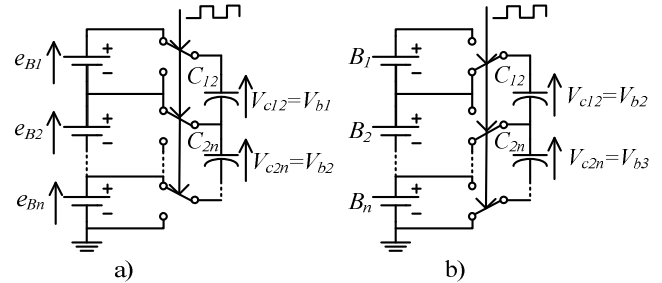 e_B1
+
−
C_12
V_c12=V_b1
e_B2
+
−
C_2n
V_c2n=V_b2
e_Bn
+
−
a)
B_1
+
−
C_12
V_c12=V_b2
B_2
+
−
C_2n
V_c2n=V_b3
B_n
+
−
b)